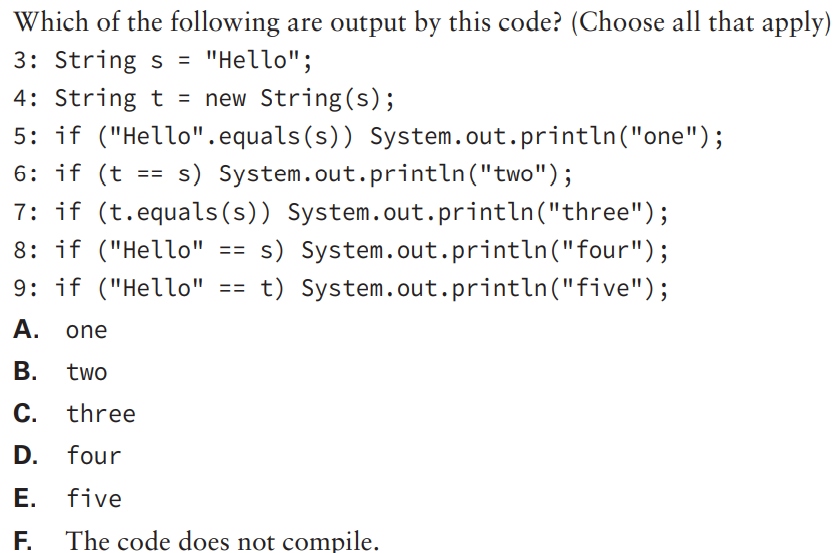 Which of the following are output by this code? (Choose all that apply)
3: String s = "Hello";
4: String t = new String(s);
5: if ("Hello".equals(s)) System.out.println("one");
6: if (t == s) System.out.println("two");
7: if (t.equals(s)) System.out.println("three");
8: if ("Hello" == s) System.out.println("four");
9: if ("Hello" == t) System.out.println("five");
A. one
B. two
C. three
D. four
E. five
F. The code does not compile.